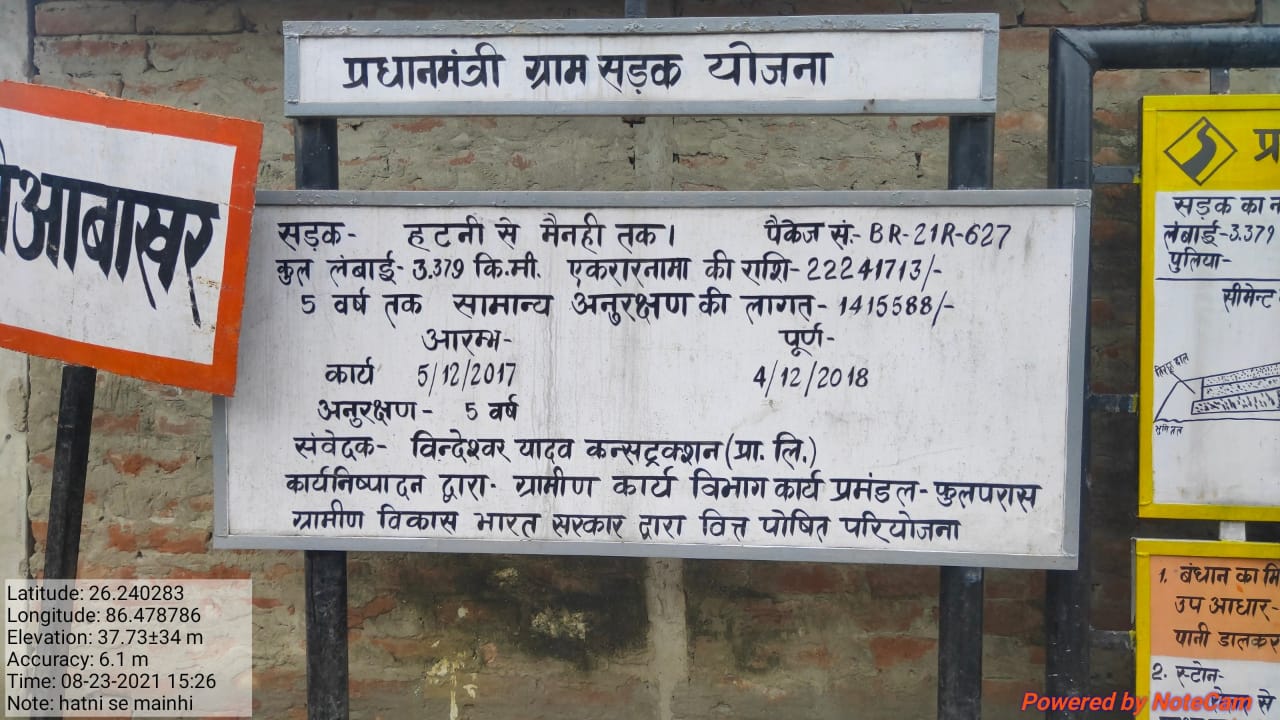 प्रधानमंत्री ग्राम सड़क योजना
सड़क- हटनी से मैनही तक। पैकेज सं:- BR-21R-627
कुल लंबाई- 3.379 कि.मी. एकरारनामा की राशि- 22241713/-
5 वर्ष तक सामान्य अनुरक्षण की लागत- 1415588/-
आरम्भ- पूर्ण-
कार्य 5/12/2017 4/12/2018
अनुरक्षण- 5 वर्ष
संवेदक- विन्देश्वर यादव कन्सट्रक्शन (प्रा. लि.)
कार्यनिष्पादन द्वारा- ग्रामीण कार्य विभाग कार्य प्रमंडल- फुलपरास
ग्रामीण विकास भारत सरकार द्वारा वित्त पोषित परियोजना
आबाखर
प्र
सड़क का न
लंबाई-3.379
पुलिया-
सीमेन्ट
1. बंधान का मि
उप आधार-
पानी डालकर
2. स्टोन-
से
Latitude: 26.240283
Longitude: 86.478786
Elevation: 37.73±34 m
Accuracy: 6.1 m
Time: 08-23-2021 15:26
Note: hatni se mainhi
Powered by NoteCam